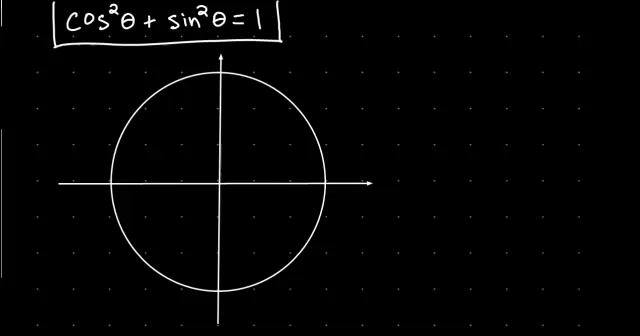 cos²θ + sin²θ = 1